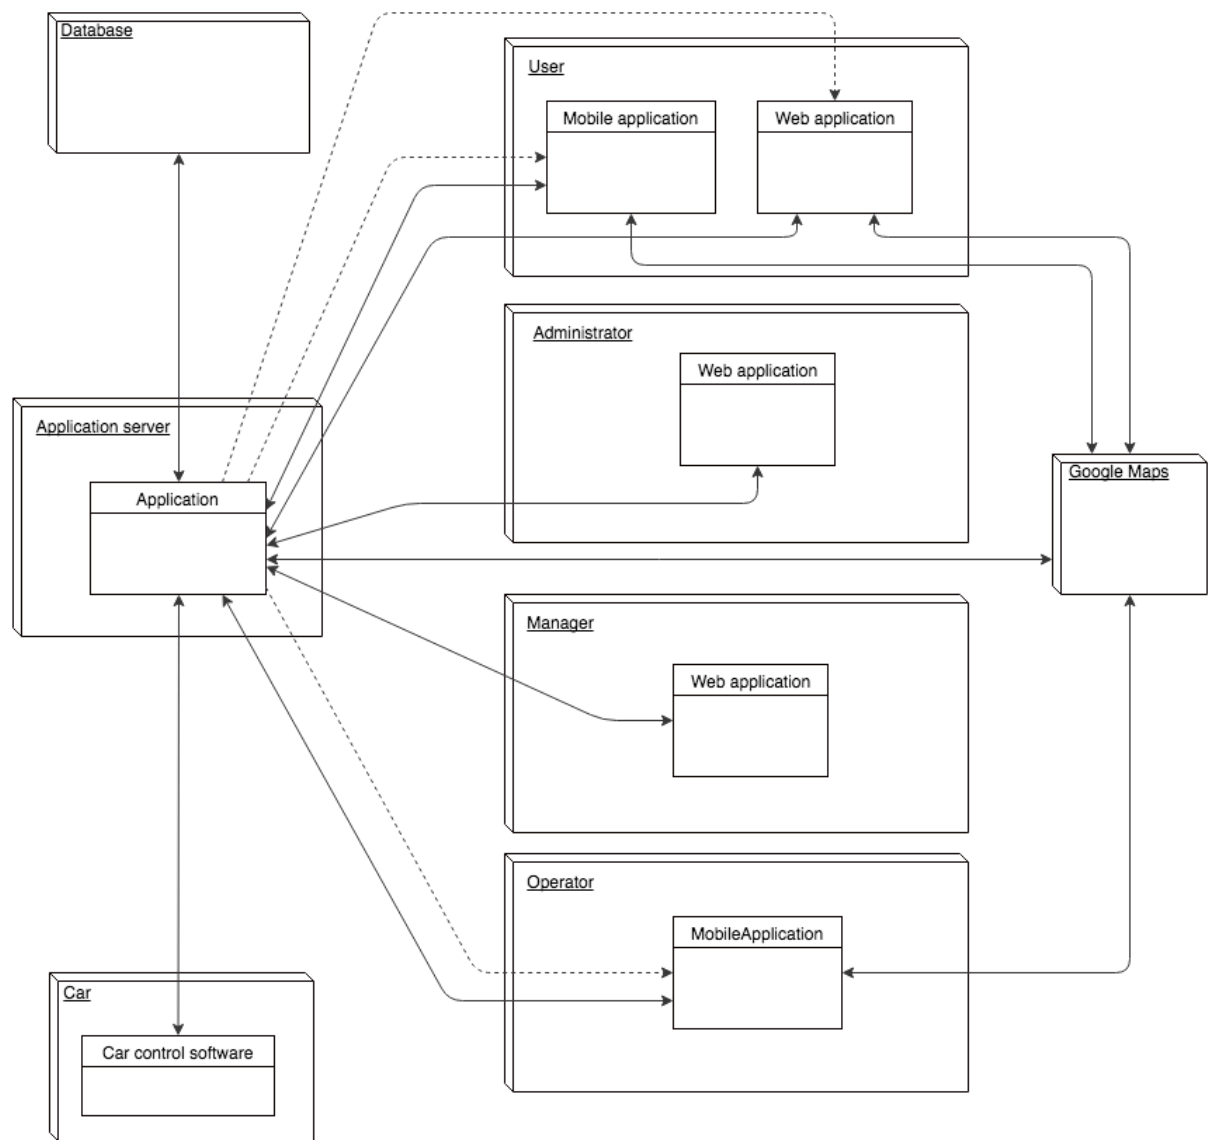 Database
User
Mobile application
Web application
Administrator
Web application
Application server
Application
Google Maps
Manager
Web application
Operator
MobileApplication
Car
Car control software